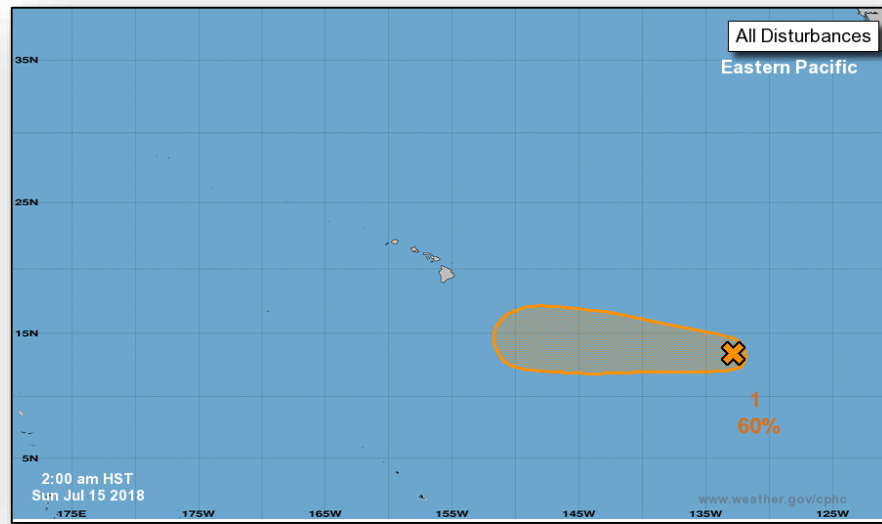 All Disturbances
Eastern Pacific
35N
25N
15N
5N
1
60%
2:00 am HST
Sun Jul 15 2018
www.weather.gov/cphc
175E
175W
165W
155W
145W
135W
125W